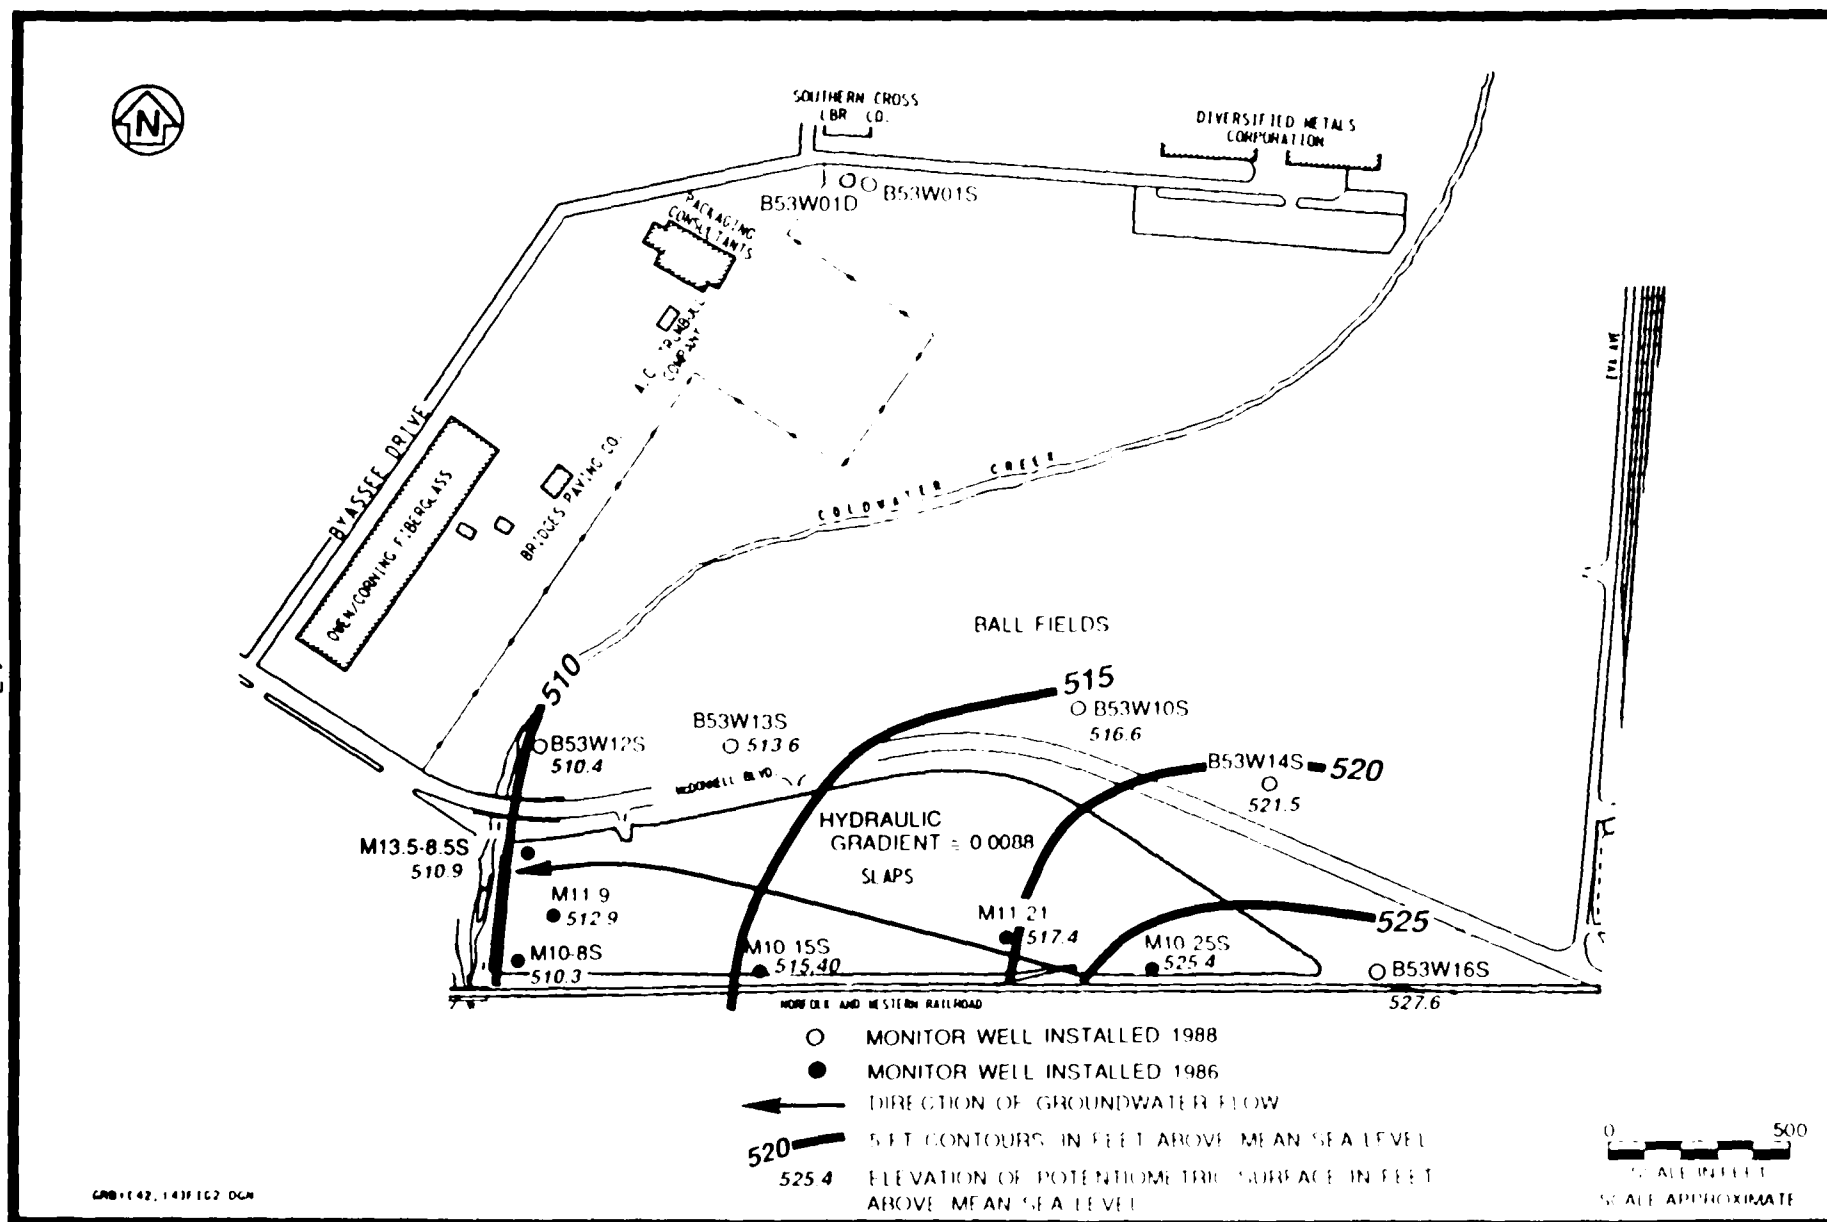 N
SOUTHERN CROSS
LBR CO.
DIVERSIFIED METALS
CORPORATION
B53W01D
B53W01S
PACKAGING
CONSULTANTS
A.C. TRUMBULL
COMPANY
EVA AVE
BYASSEE DRIVE
OWEN/CORNING FIBERGLASS
BRIDGES PAVING CO.
COLDWATER CREEK
BALL FIELDS
510
515
B53W10S
516.6
B53W13S
513.6
B53W12S
510.4
McDONNELL BLVD.
B53W14S
520
521.5
HYDRAULIC
GRADIENT = 0.0088
SLAPS
M13.5-8.5S
510.9
M11-9
512.9
M11-21
517.4
525
M10-8S
510.3
M10-15S
515.40
M10-25S
525.4
B53W16S
527.6
NORFOLK AND WESTERN RAILROAD
MONITOR WELL INSTALLED 1988
MONITOR WELL INSTALLED 1986
DIRECTION OF GROUNDWATER FLOW
520 5 FT CONTOURS IN FEET ABOVE MEAN SEA LEVEL
525.4 ELEVATION OF POTENTIOMETRIC SURFACE IN FEET
ABOVE MEAN SEA LEVEL
0 500
SCALE IN FEET
SCALE APPROXIMATE